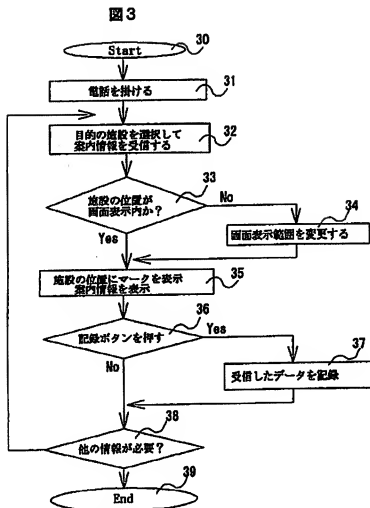 図3
Start
30
電話を掛ける
31
目的の施設を選択して
案内情報を受信する
32
施設の位置が
画面表示内か?
33
No
Yes
画面表示範囲を変更する
34
施設の位置にマークを表示
案内情報を表示
35
記録ボタンを押す
36
Yes
No
受信したデータを記録
37
他の情報が必要?
38
End
39